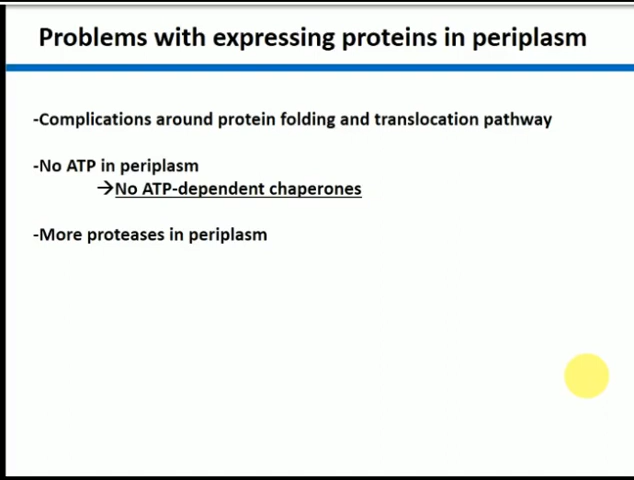 Problems with expressing proteins in periplasm
-Complications around protein folding and translocation pathway
-No ATP in periplasm
→No ATP-dependent chaperones
-More proteases in periplasm